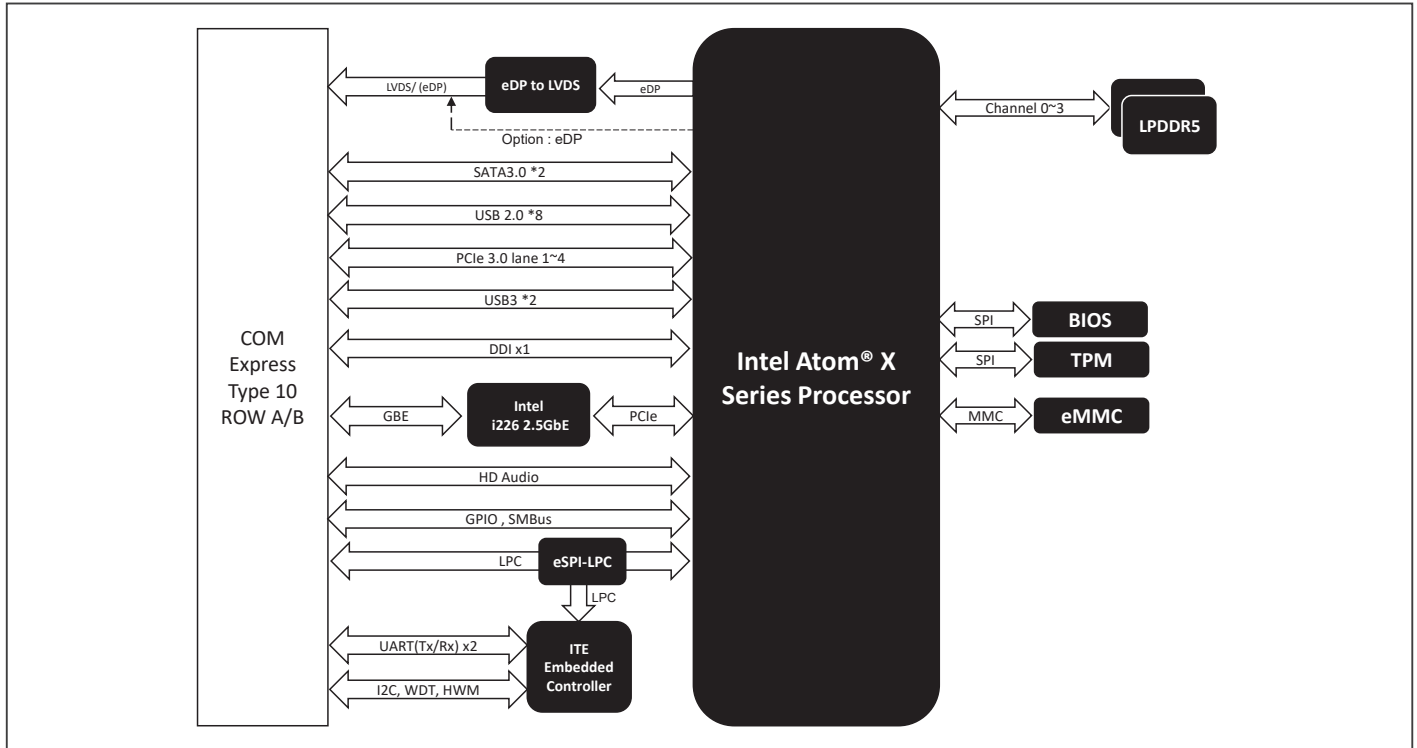 LVDS/ (eDP)
eDP to LVDS
eDP
Option : eDP
Channel 0~3
LPDDR5
SATA3.0 *2
USB 2.0 *8
PCIe 3.0 lane 1~4
USB3 *2
DDI x1
COM
Express
Type 10
ROW A/B
Intel Atom® X
Series Processor
SPI
BIOS
SPI
TPM
MMC
eMMC
GBE
Intel
i226 2.5GbE
PCIe
HD Audio
GPIO , SMBus
LPC
eSPI-LPC
LPC
UART(Tx/Rx) x2
I2C, WDT, HWM
ITE
Embedded
Controller